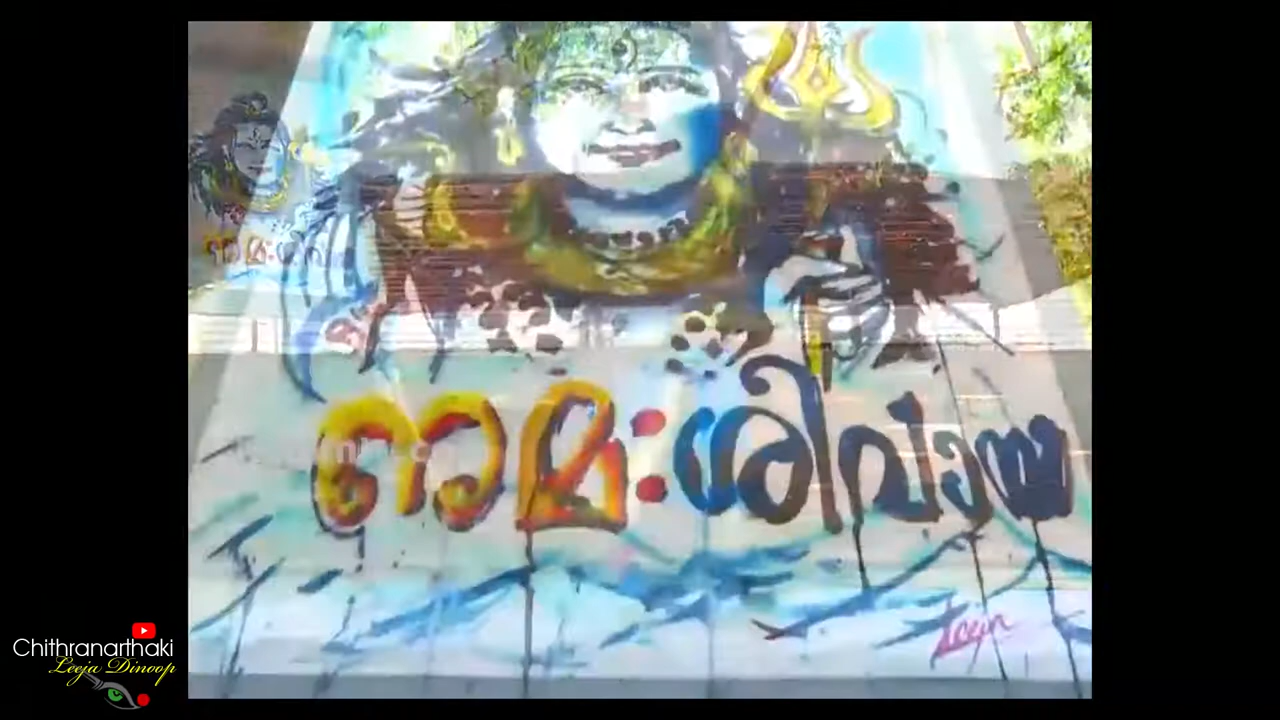 നമ:ശിവായ
Leeja
Chithranarthaki
Leeja Dinoop